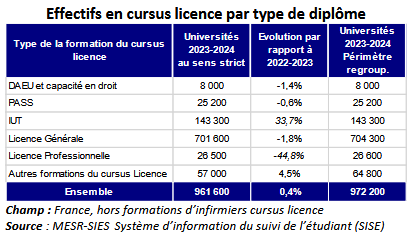 Effectifs en cursus licence par type de diplôme
Type de la formation du cursus licence | Universités 2023-2024 au sens strict | Evolution par rapport à 2022-2023 | Universités 2023-2024 Périmètre regroup.
DAEU et capacité en droit | 8 000 | -1,4% | 8 000
PASS | 25 200 | -0,6% | 25 200
IUT | 143 300 | 33,7% | 143 300
Licence Générale | 701 600 | -1,8% | 704 300
Licence Professionnelle | 26 500 | -44,8% | 26 600
Autres formations du cursus Licence | 57 000 | 4,5% | 64 800
Ensemble | 961 600 | 0,4% | 972 200
Champ : France, hors formations d'infirmiers cursus licence
Source : MESR-SIES Système d'information du suivi de l'étudiant (SISE)